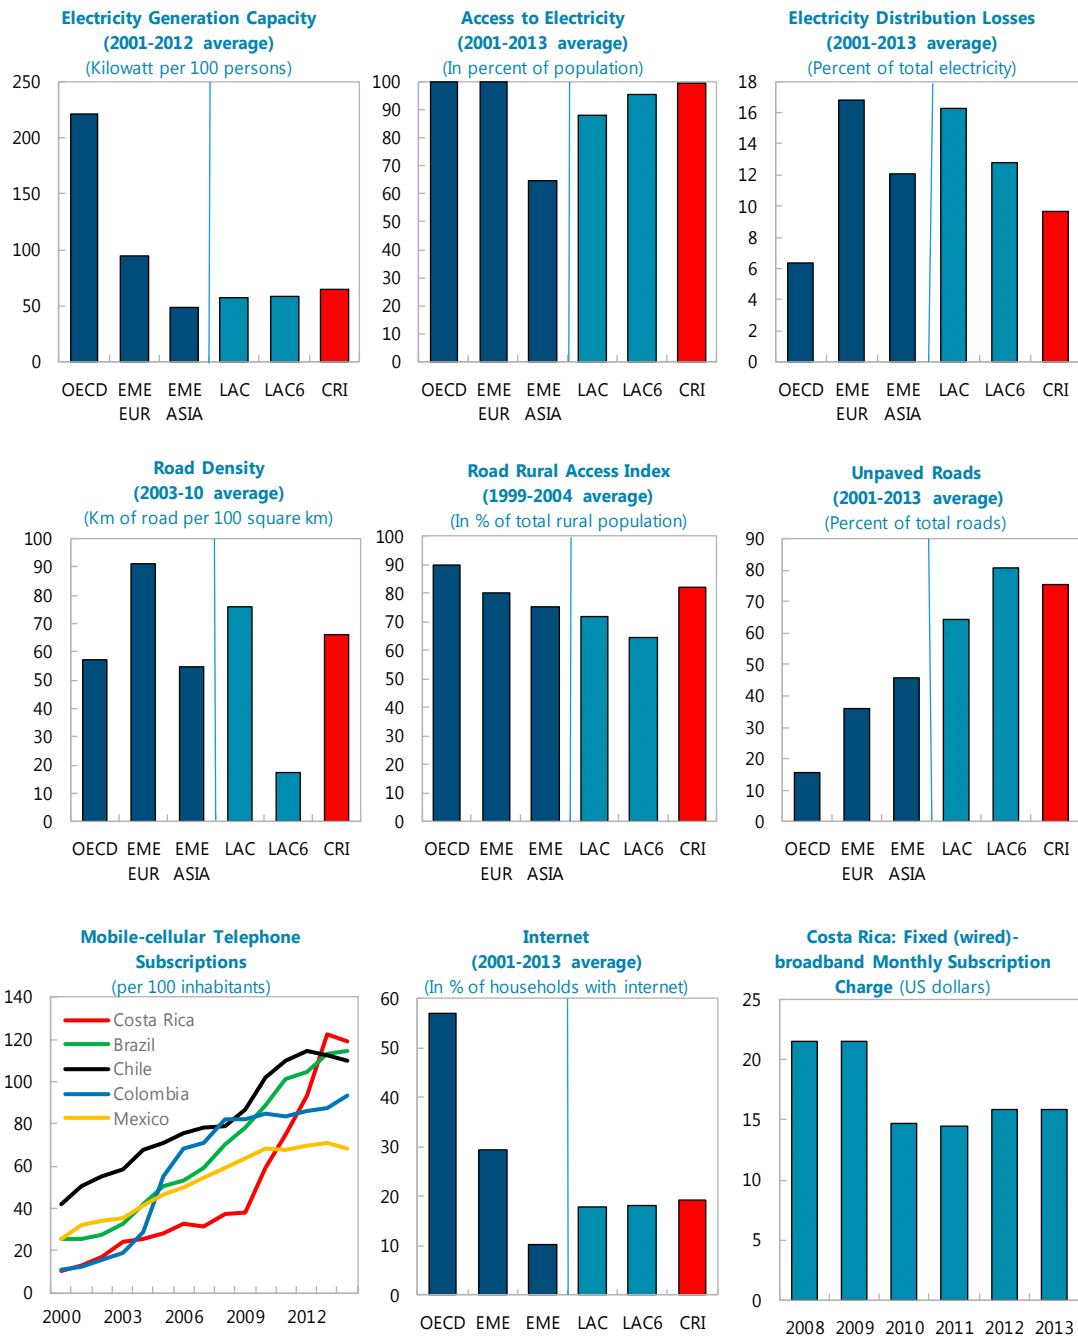 Electricity Generation Capacity
(2001-2012 average)
(Kilowatt per 100 persons)
250
200
150
100
50
0
OECD EME EME LAC LAC6 CRI
EUR ASIA
Access to Electricity
(2001-2013 average)
(In percent of population)
100
90
80
70
60
50
40
30
20
10
0
OECD EME EME LAC LAC6 CRI
EUR ASIA
Electricity Distribution Losses
(2001-2013 average)
(Percent of total electricity)
18
16
14
12
10
8
6
4
2
0
OECD EME EME LAC LAC6 CRI
EUR ASIA
Road Density
(2003-10 average)
(Km of road per 100 square km)
100
90
80
70
60
50
40
30
20
10
0
OECD EME EME LAC LAC6 CRI
EUR ASIA
Road Rural Access Index
(1999-2004 average)
(In % of total rural population)
100
90
80
70
60
50
40
30
20
10
0
OECD EME EME LAC LAC6 CRI
EUR ASIA
Unpaved Roads
(2001-2013 average)
(Percent of total roads)
90
80
70
60
50
40
30
20
10
0
OECD EME EME LAC LAC6 CRI
EUR ASIA
Mobile-cellular Telephone
Subscriptions
(per 100 inhabitants)
140
120
100
80
60
40
20
0
Costa Rica
Brazil
Chile
Colombia
Mexico
2000 2003 2006 2009 2012
Internet
(2001-2013 average)
(In % of households with internet)
60
50
40
30
20
10
0
OECD EME EME LAC LAC6 CRI
Costa Rica: Fixed (wired)-
broadband Monthly Subscription
Charge (US dollars)
25
20
15
10
5
0
2008 2009 2010 2011 2012 2013